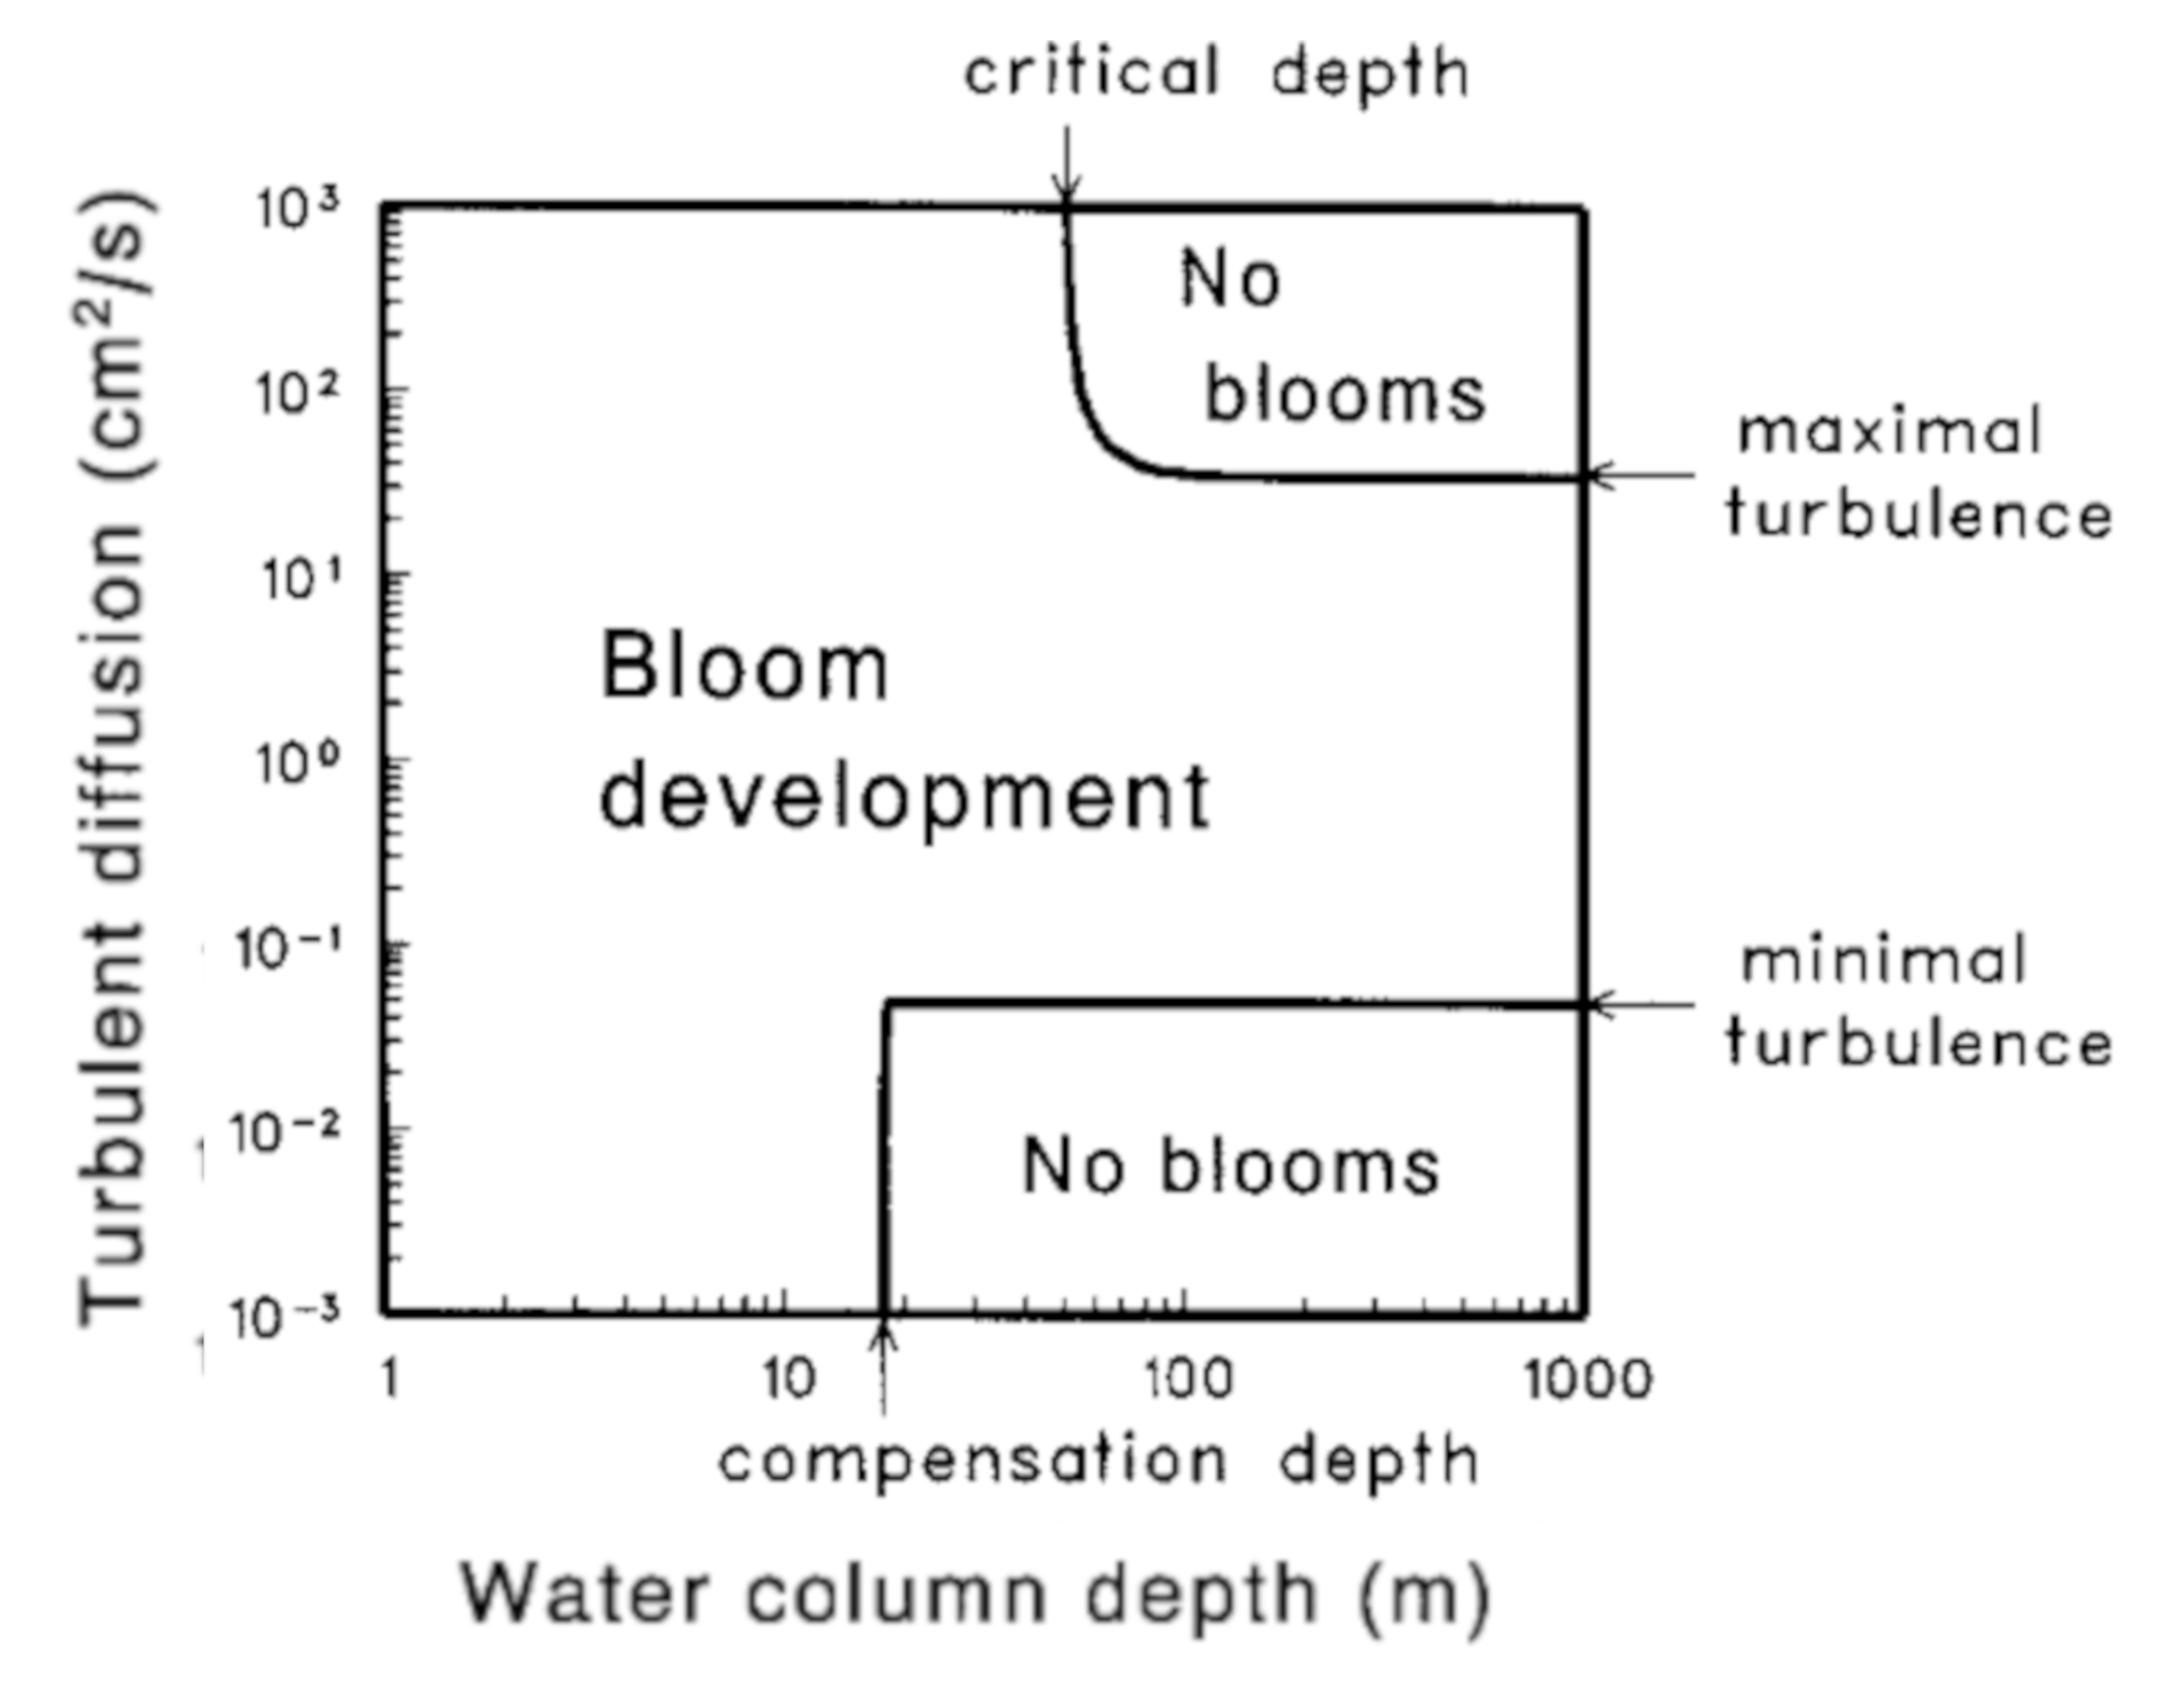 critical depth
10³
No
blooms
10²
maximal
turbulence
10¹
Bloom
development
10⁰
10⁻¹
minimal
turbulence
10⁻²
No blooms
10⁻³
1
10
100
1000
compensation depth
Water column depth (m)
Turbulent diffusion (cm²/s)